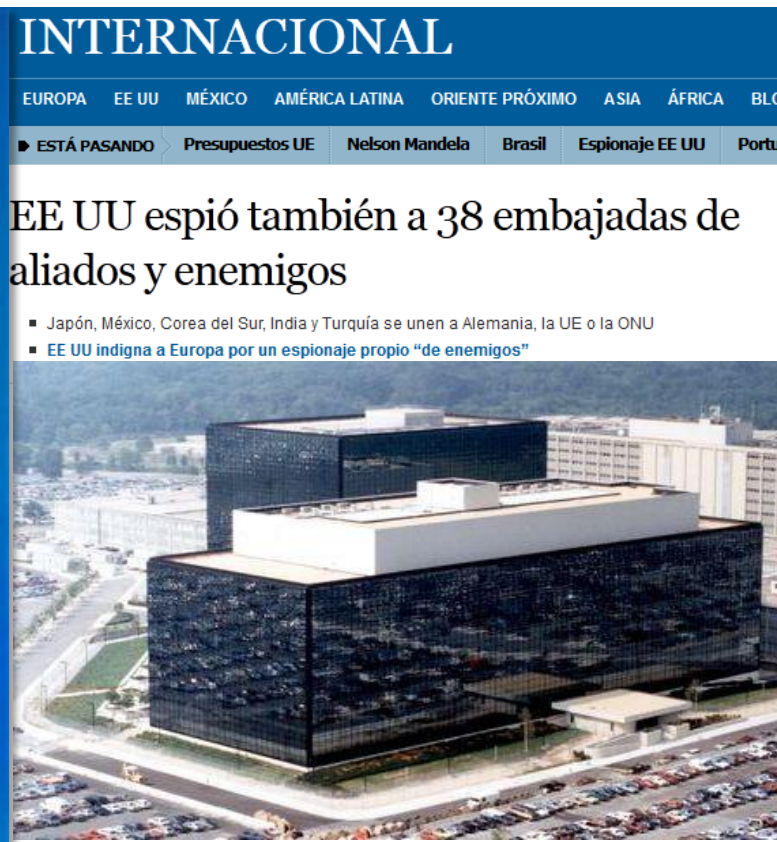 INTERNACIONAL
EUROPA EE UU MÉXICO AMÉRICA LATINA ORIENTE PRÓXIMO ASIA ÁFRICA
ESTÁ PASANDO Presupuestos UE Nelson Mandela Brasil Espionaje EE UU
EE UU espió también a 38 embajadas de
aliados y enemigos
Japón, México, Corea del Sur, India y Turquía se unen a Alemania, la UE o la ONU
EE UU indigna a Europa por un espionaje propio “de enemigos”